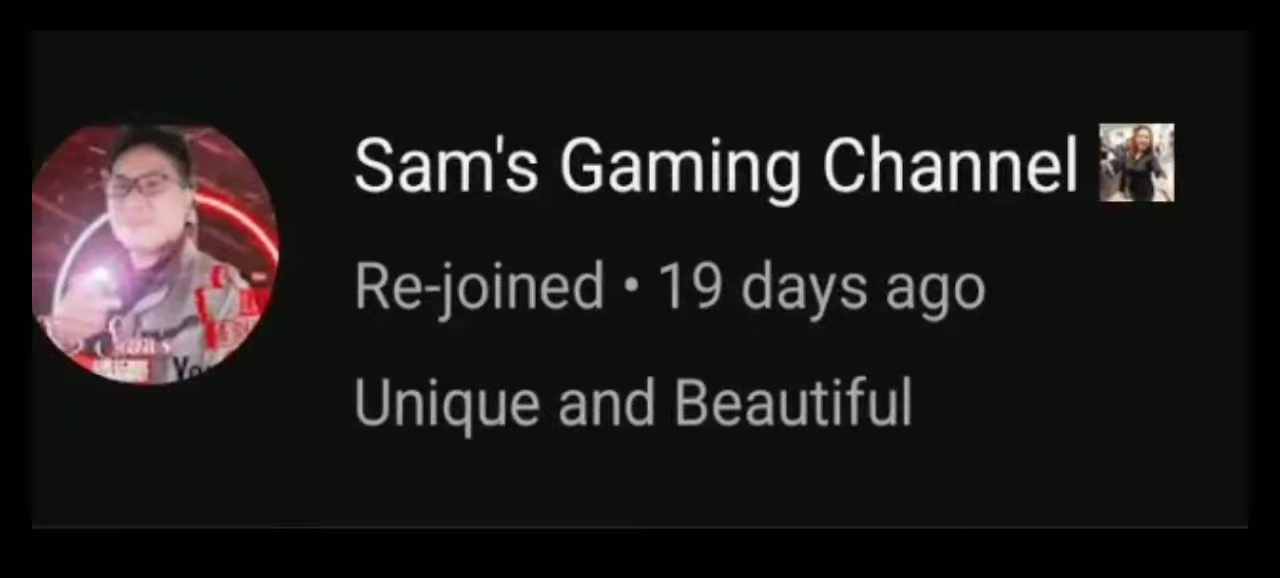 Sam's Gaming Channel
Re-joined • 19 days ago
Unique and Beautiful